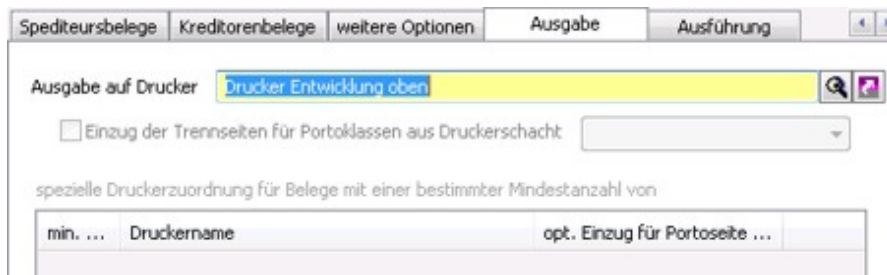 Spediteursbelege Kreditorenbelege weitere Optionen Ausgabe Ausführung
Ausgabe auf Drucker Drucker Entwicklung oben
Einzug der Trennseiten für Portoklassen aus Druckerschacht
spezielle Druckerzuordnung für Belege mit einer bestimmter Mindestanzahl von
min. ... Druckername opt. Einzug für Portoseite ...